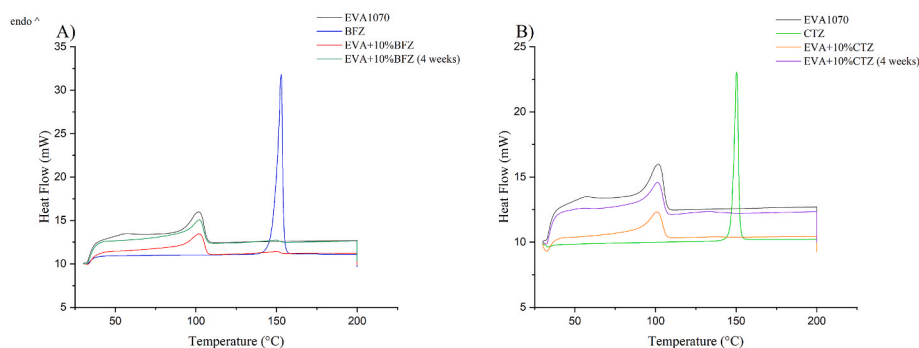 endo ^
A)
EVA1070
BFZ
EVA+10%BFZ
EVA+10%BFZ (4 weeks)
35
30
25
20
15
10
5
Heat Flow (mW)
50
100
150
200
Temperature (°C)
B)
EVA1070
CTZ
EVA+10%CTZ
EVA+10%CTZ (4 weeks)
25
20
15
10
5
Heat Flow (mW)
50
100
150
200
Temperature (°C)